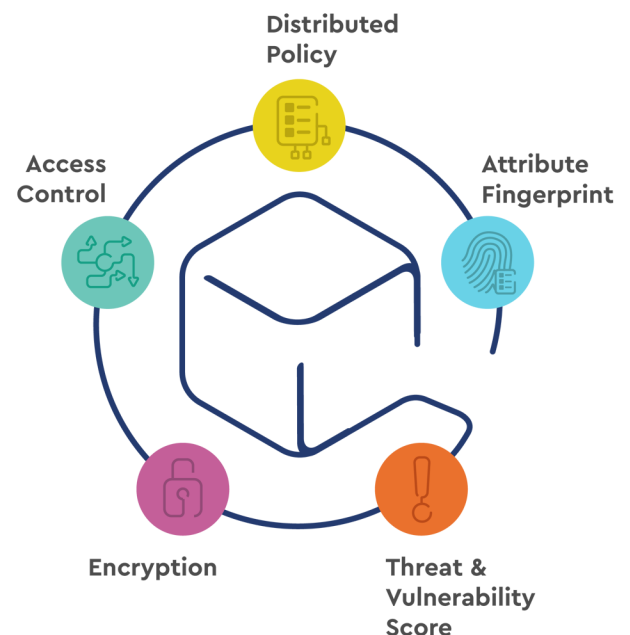 Distributed
Policy
Access
Control
Attribute
Fingerprint
Encryption
Threat &
Vulnerability
Score